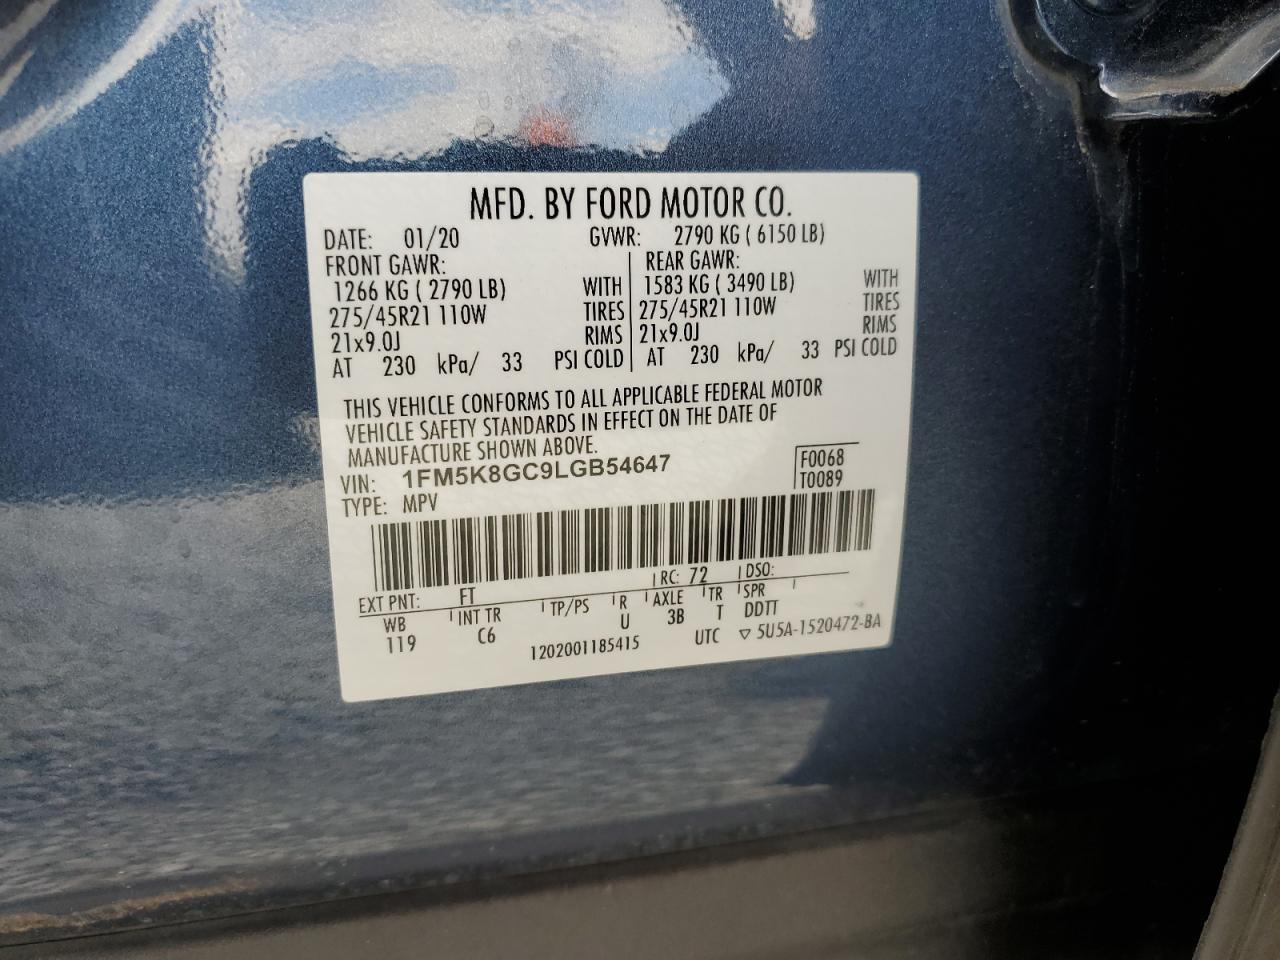 MFD. BY FORD MOTOR CO.
DATE: 01/20 GVWR: 2790 KG ( 6150 LB)
FRONT GAWR: REAR GAWR:
1266 KG ( 2790 LB) WITH 1583 KG ( 3490 LB) WITH
275/45R21 110W TIRES 275/45R21 110W TIRES
21x9.0J RIMS 21x9.0J RIMS
AT 230 kPa/ 33 PSI COLD AT 230 kPa/ 33 PSI COLD
THIS VEHICLE CONFORMS TO ALL APPLICABLE FEDERAL MOTOR
VEHICLE SAFETY STANDARDS IN EFFECT ON THE DATE OF
MANUFACTURE SHOWN ABOVE.
VIN: 1FM5K8GC9LGB54647 F0068
TYPE: MPV T0089
RC: 72 DSO:
EXT PNT: FT
WB INT TR TP/PS R AXLE TR SPR
119 C6 U 3B T DDTT
1202001185415 UTC ▽ 5U5A-1520472-BA